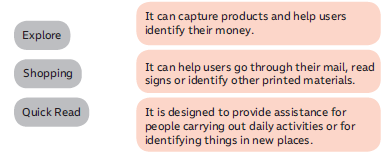 Explore
Shopping
Quick Read
It can capture products and help users
identify their money.
It can help users go through their mail, read
signs or identify other printed materials.
It is designed to provide assistance for
people carrying out daily activities or for
identifying things in new places.